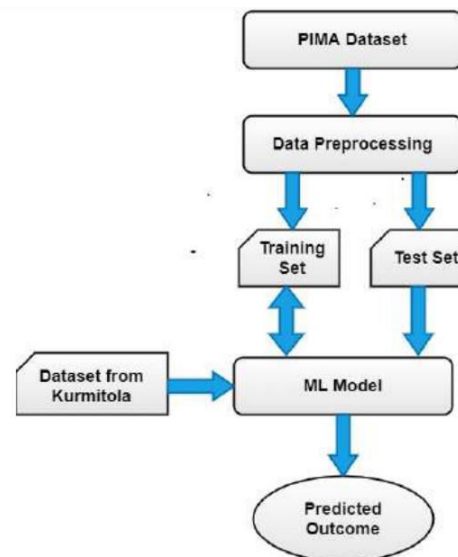 PIMA Dataset
Data Preprocessing
Training
Set
Test Set
Dataset from
Kurmitola
ML Model
Predicted
Outcome